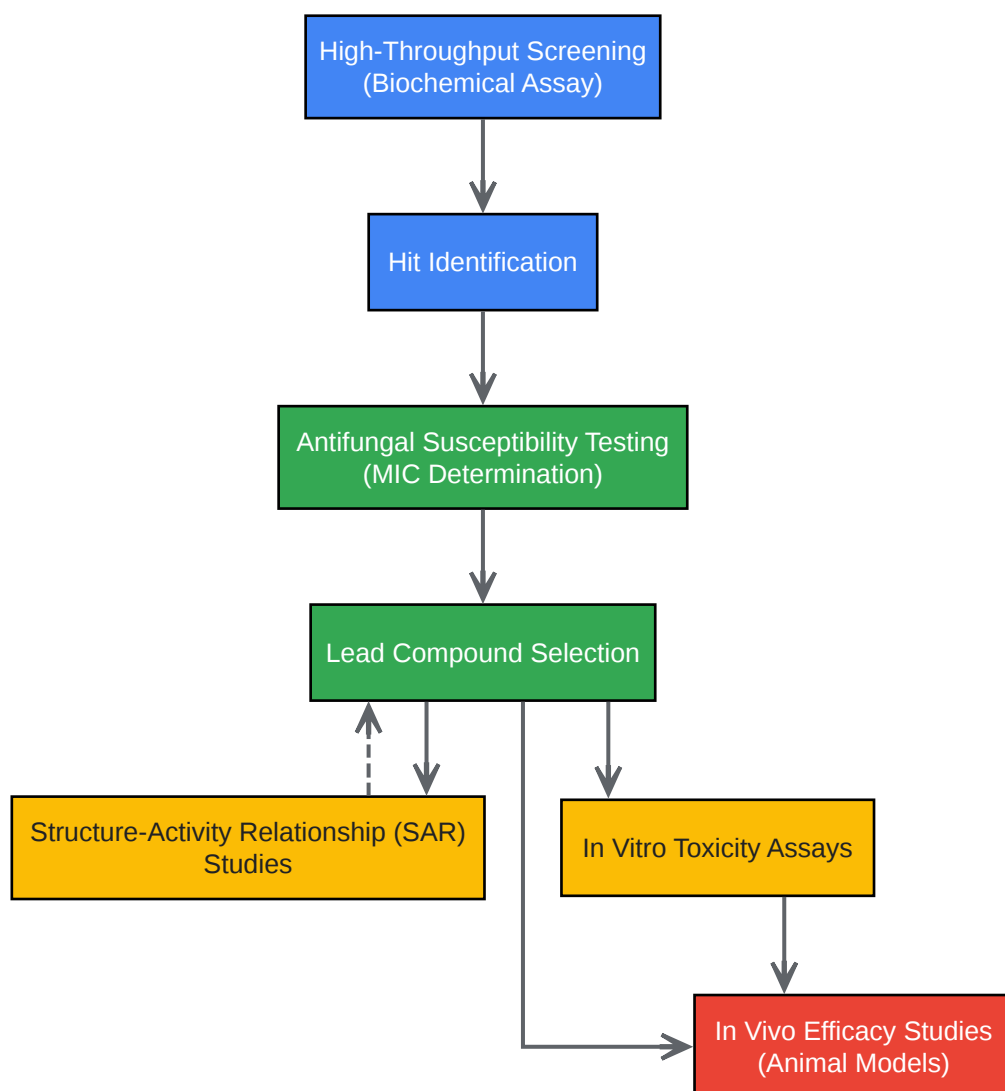 High-Throughput Screening
(Biochemical Assay)
Hit Identification
Antifungal Susceptibility Testing
(MIC Determination)
Lead Compound Selection
Structure-Activity Relationship (SAR)
Studies
In Vitro Toxicity Assays
In Vivo Efficacy Studies
(Animal Models)